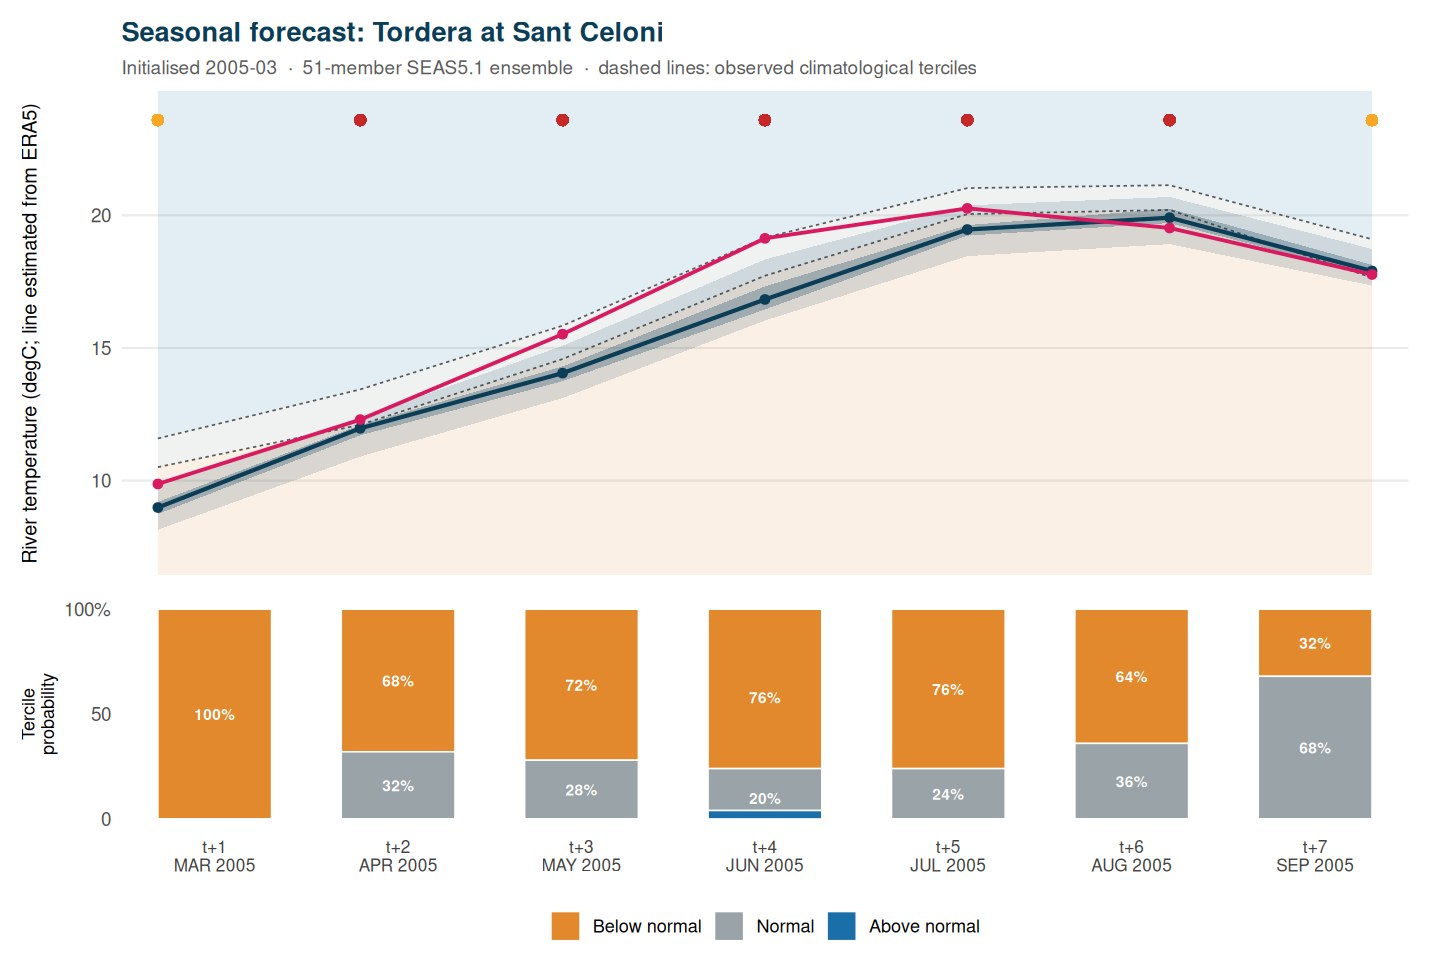 Seasonal forecast: Tordera at Sant Celoni
Initialised 2005-03 · 51-member SEAS5.1 ensemble · dashed lines: observed climatological terciles
River temperature (degC; line estimated from ERA5)
20
15
10
Tercile
probability
100%
50
0
100%
68%
32%
72%
28%
76%
20%
76%
24%
64%
36%
32%
68%
t+1
MAR 2005
t+2
APR 2005
t+3
MAY 2005
t+4
JUN 2005
t+5
JUL 2005
t+6
AUG 2005
t+7
SEP 2005
Below normal
Normal
Above normal